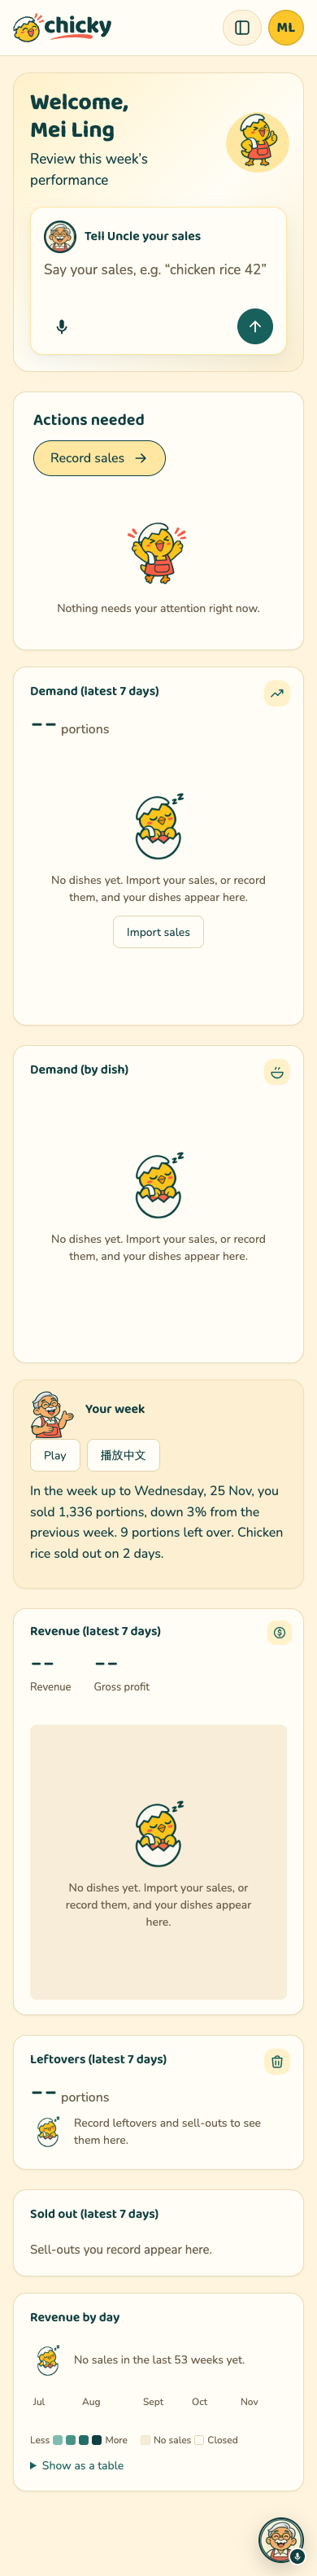 chicky
ML
Welcome,
Mei Ling
Review this week's
performance
Tell Uncle your sales
Say your sales, e.g. “chicken rice 42”
Actions needed
Record sales
Nothing needs your attention right now.
Demand (latest 7 days)
-- portions
No dishes yet. Import your sales, or record
them, and your dishes appear here.
Import sales
Demand (by dish)
No dishes yet. Import your sales, or record
them, and your dishes appear here.
Your week
Play
播放中文
In the week up to Wednesday, 25 Nov, you
sold 1,336 portions, down 3% from the
previous week. 9 portions left over. Chicken
rice sold out on 2 days.
Revenue (latest 7 days)
-- --
Revenue Gross profit
No dishes yet. Import your sales, or
record them, and your dishes appear
here.
Leftovers (latest 7 days)
-- portions
Record leftovers and sell-outs to see
them here.
Sold out (latest 7 days)
Sell-outs you record appear here.
Revenue by day
No sales in the last 53 weeks yet.
Jul Aug Sept Oct Nov
Less More No sales Closed
Show as a table